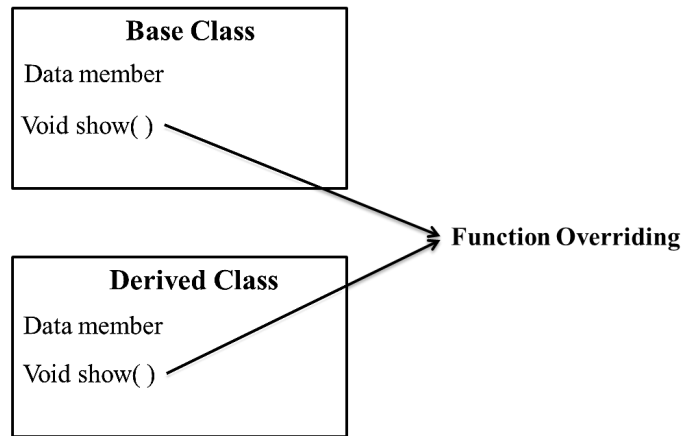 Base Class
Data member
Void show( )
Function Overriding
Derived Class
Data member
Void show( )